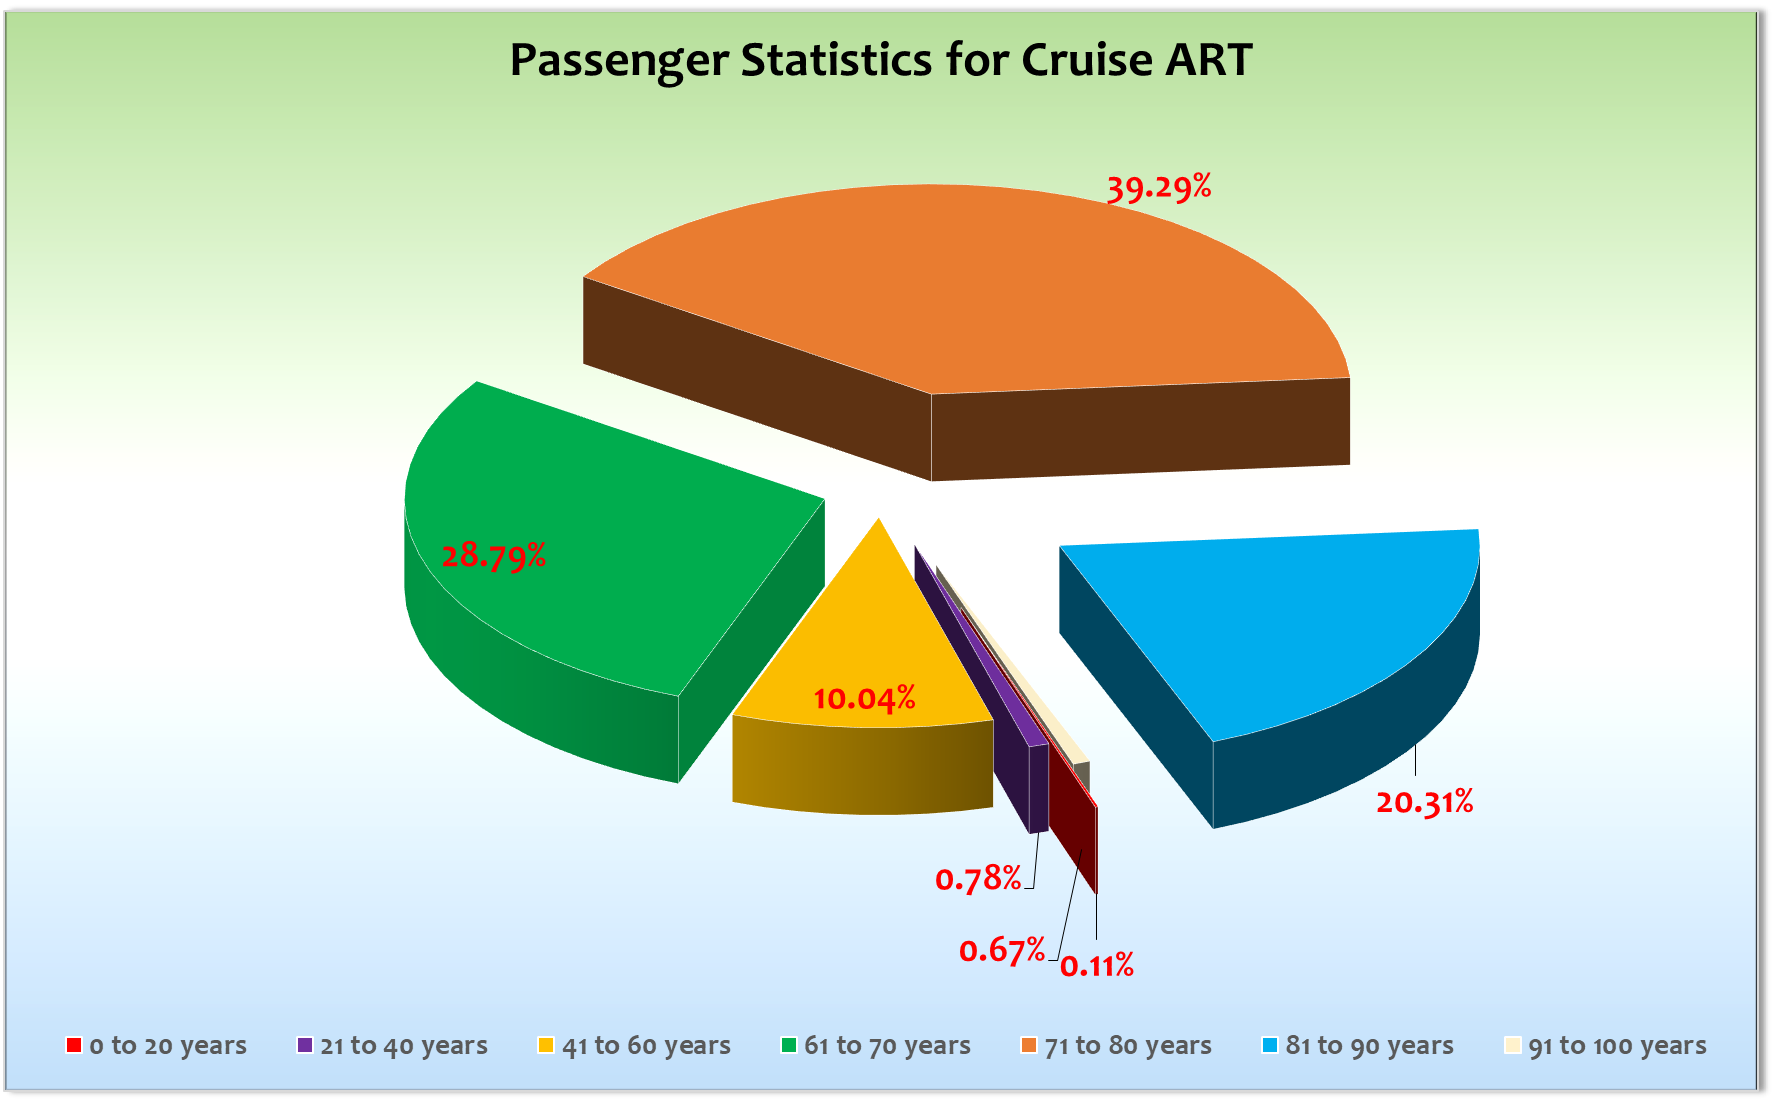 Passenger Statistics for Cruise ART
39.29%
28.79%
10.04%
20.31%
0.78%
0.67%
0.11%
0 to 20 years
21 to 40 years
41 to 60 years
61 to 70 years
71 to 80 years
81 to 90 years
91 to 100 years